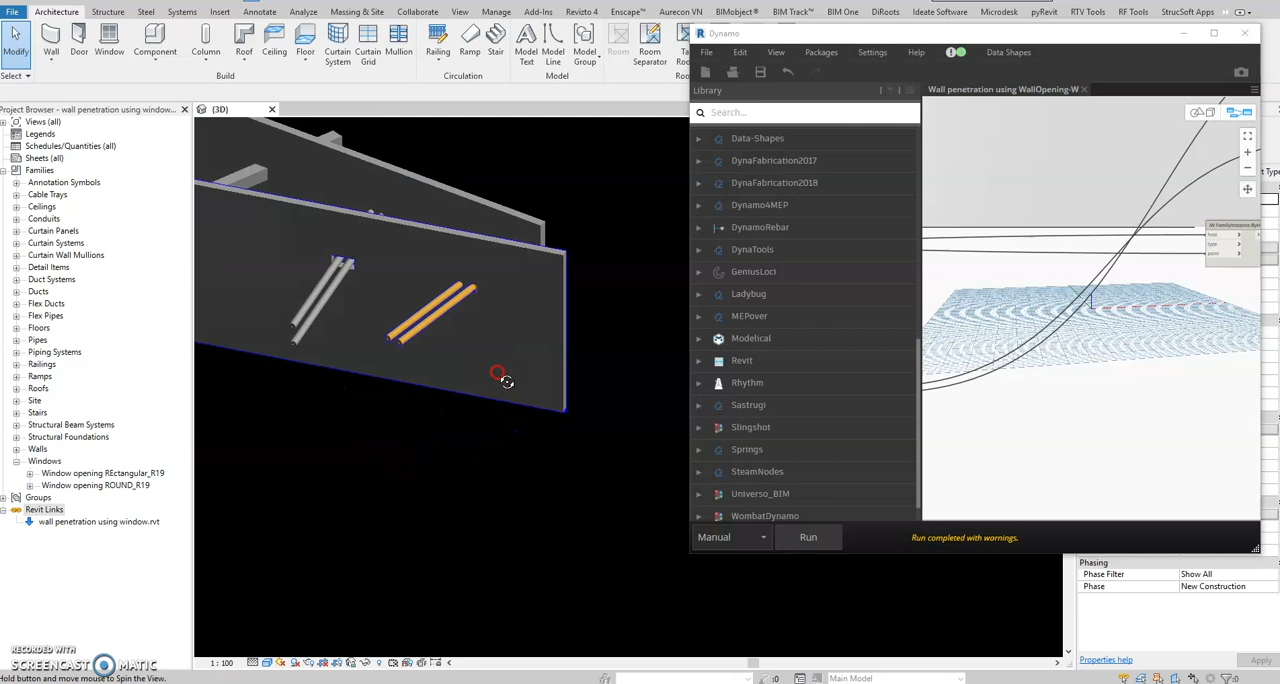 File Architecture Structure Steel Systems Insert Annotate Analyze Massing & Site Collaborate View Manage Add-Ins Revizto 4 Enscape™ Aurecon VN BIMobject® BIM Track™ BIM One DiRoots Ideate Software Microdesk pyRevit RTV Tools RF Tools StrucSoft Apps
Modify Wall Door Window Component Column Roof Ceiling Floor Curtain System Curtain Grid Mullion Railing Ramp Stair Model Text Model Line Model Group Room Room Separator
Select Build Circulation Model
Dynamo
File Edit View Packages Settings Help Data Shapes
Library
Wall penetration using WallOpening-W
Search...
Data-Shapes
DynaFabrication2017
DynaFabrication2018
Dynamo4MEP
DynamoRebar
DynaTools
GeniusLoci
Ladybug
MEPover
Modelical
Revit
Rhythm
Sastrugi
Slingshot
Springs
SteamNodes
Universo_BIM
WombatDynamo
Manual Run
Run completed with warnings.
Project Browser - wall penetration using window...
{3D}
Views (all)
Legends
Schedules/Quantities (all)
Sheets (all)
Families
Annotation Symbols
Cable Trays
Ceilings
Conduits
Curtain Panels
Curtain Systems
Curtain Wall Mullions
Detail Items
Duct Systems
Ducts
Flex Ducts
Flex Pipes
Floors
Pipes
Piping Systems
Railings
Ramps
Roofs
Site
Stairs
Structural Beam Systems
Structural Foundations
Walls
Windows
Window opening REctangular_R19
Window opening ROUND_R19
Groups
Revit Links
wall penetration using window.rvt
Phasing
Phase Filter Show All
Phase New Construction
Properties help
Apply
1 : 100
RECORDED WITH
SCREENCAST MATIC
Hold button and move mouse to Spin the View.
:0 Main Model :0